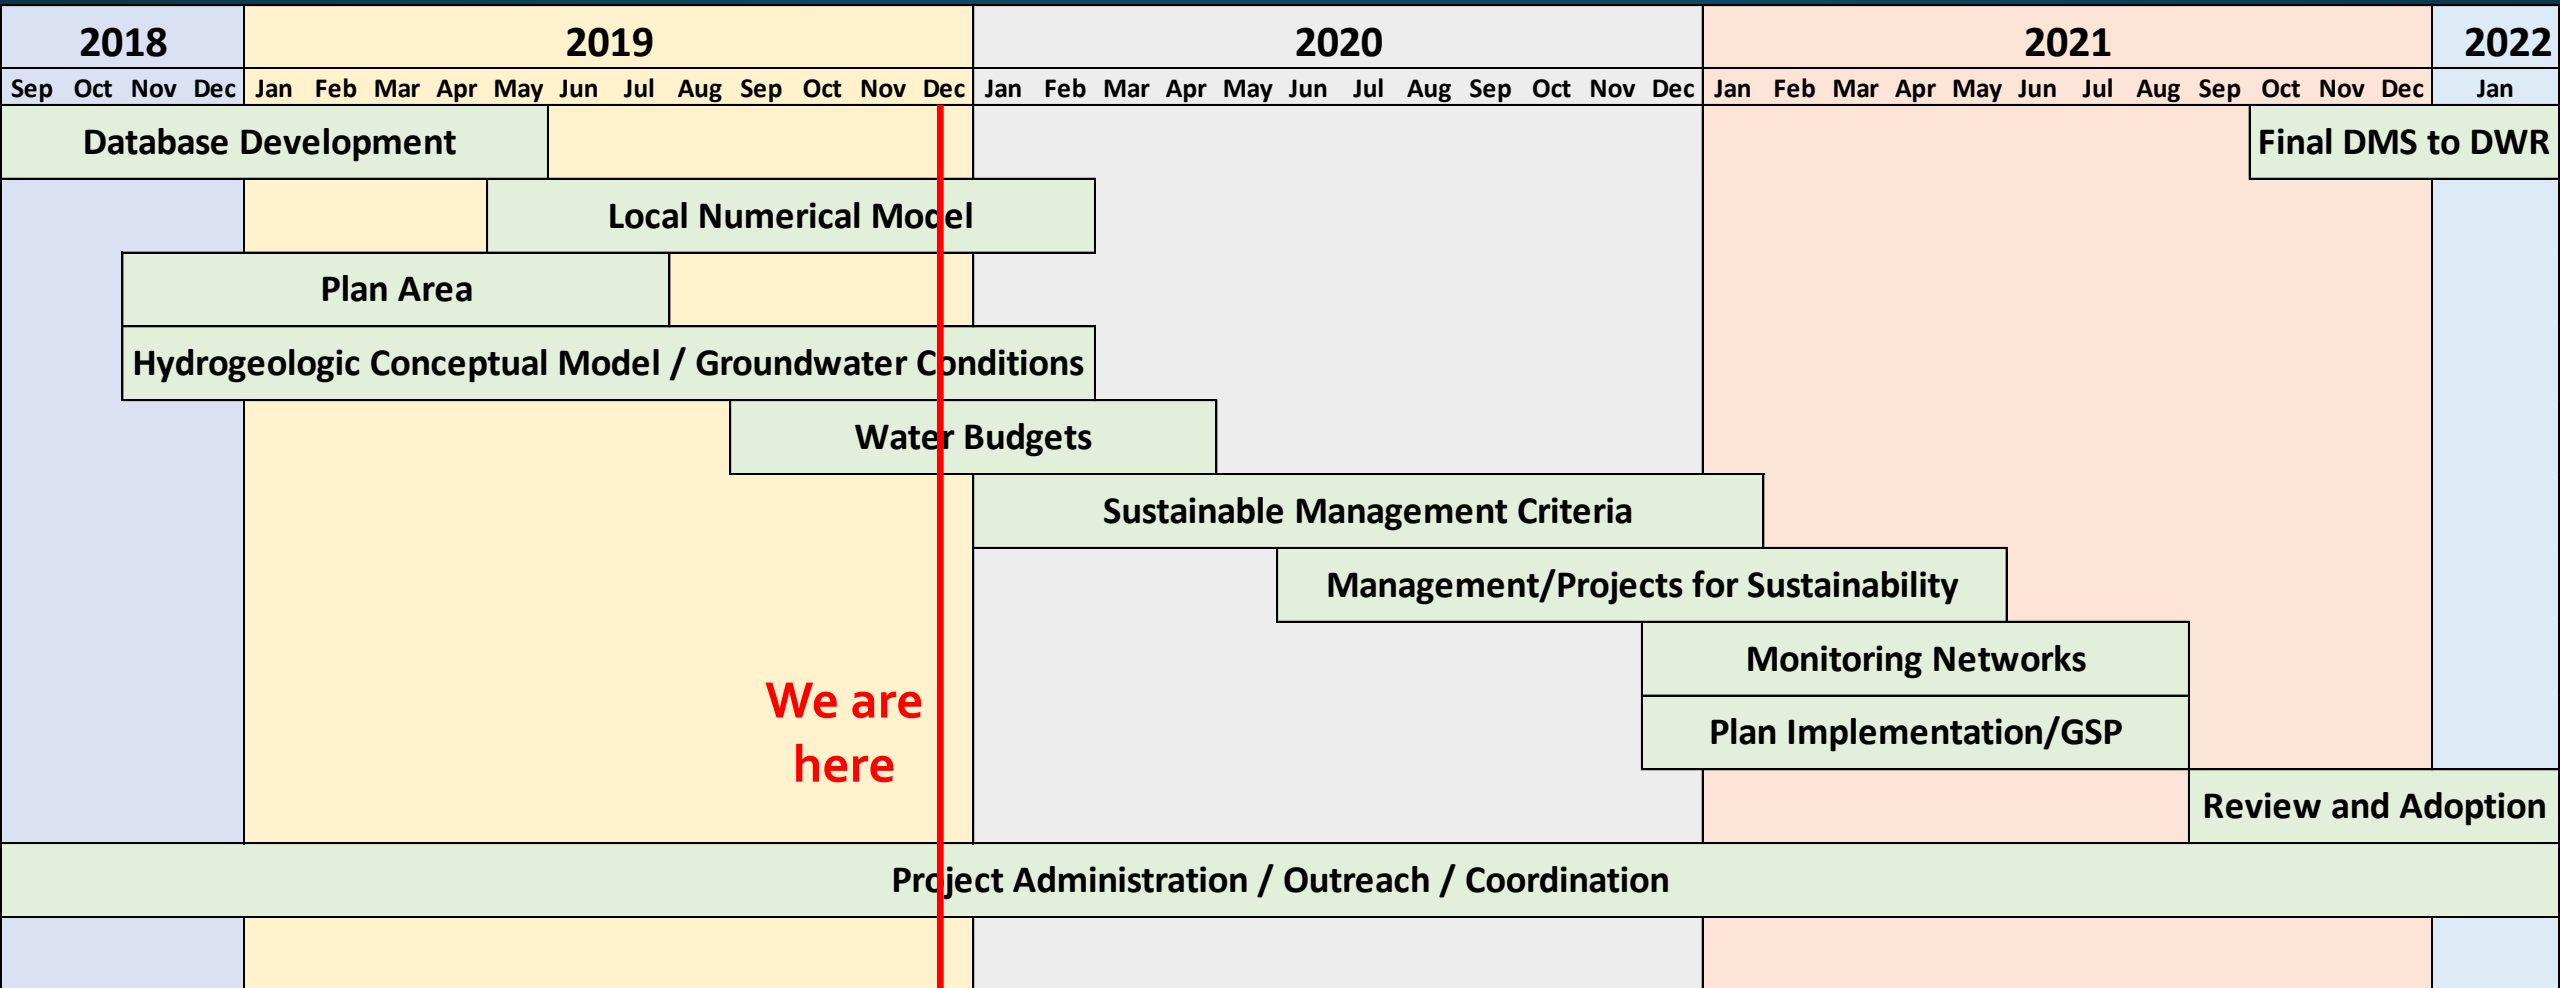 2018 2019 2020 2021 2022
Sep Oct Nov Dec Jan Feb Mar Apr May Jun Jul Aug Sep Oct Nov Dec Jan Feb Mar Apr May Jun Jul Aug Sep Oct Nov Dec Jan Feb Mar Apr May Jun Jul Aug Sep Oct Nov Dec Jan
Database Development Final DMS to DWR
Local Numerical Model
Plan Area
Hydrogeologic Conceptual Model / Groundwater Conditions
Water Budgets
Sustainable Management Criteria
Management/Projects for Sustainability
Monitoring Networks
We are
here
Plan Implementation/GSP
Review and Adoption
Project Administration / Outreach / Coordination